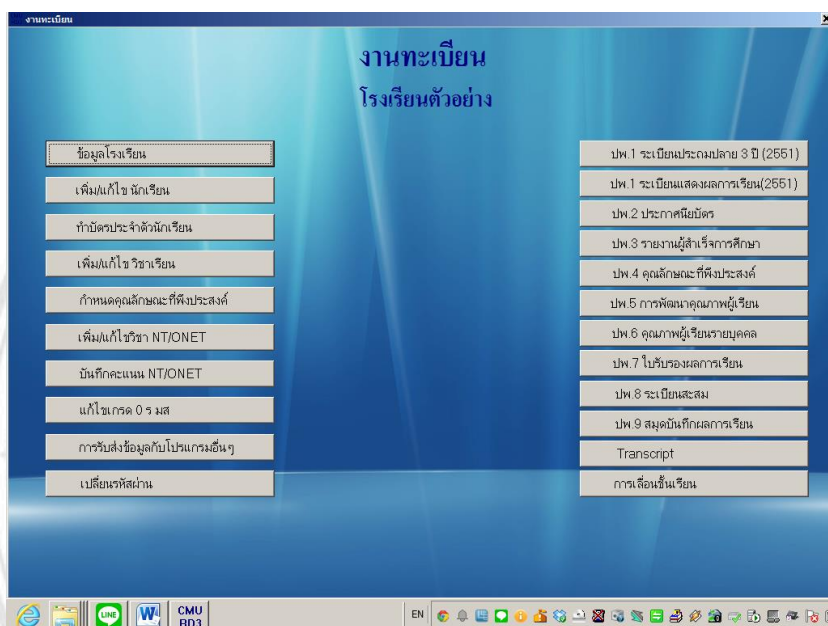 งานทะเบียน
งานทะเบียน
โรงเรียนตัวอย่าง
ข้อมูลโรงเรียน
เพิ่ม/แก้ไข นักเรียน
ทำบัตรประจำตัวนักเรียน
เพิ่ม/แก้ไข วิชาเรียน
กำหนดคุณลักษณะที่พึงประสงค์
เพิ่ม/แก้ไขวิชา NT/ONET
บันทึกคะแนน NT/ONET
แก้ไขเกรด 0 ร มส
การรับส่งข้อมูลกับโปรแกรมอื่นๆ
เปลี่ยนรหัสผ่าน
ปพ.1 ระเบียนประถมปลาย 3 ปี (2551)
ปพ.1 ระเบียนแสดงผลการเรียน(2551)
ปพ.2 ประกาศนียบัตร
ปพ.3 รายงานผู้สำเร็จการศึกษา
ปพ.4 คุณลักษณะที่พึงประสงค์
ปพ.5 การพัฒนาคุณภาพผู้เรียน
ปพ.6 คุณภาพผู้เรียนรายบุคคล
ปพ.7 ใบรับรองผลการเรียน
ปพ.8 ระเบียนสะสม
ปพ.9 สมุดบันทึกผลการเรียน
Transcript
การเลื่อนชั้นเรียน
LINE
W
CMU
BD3
EN